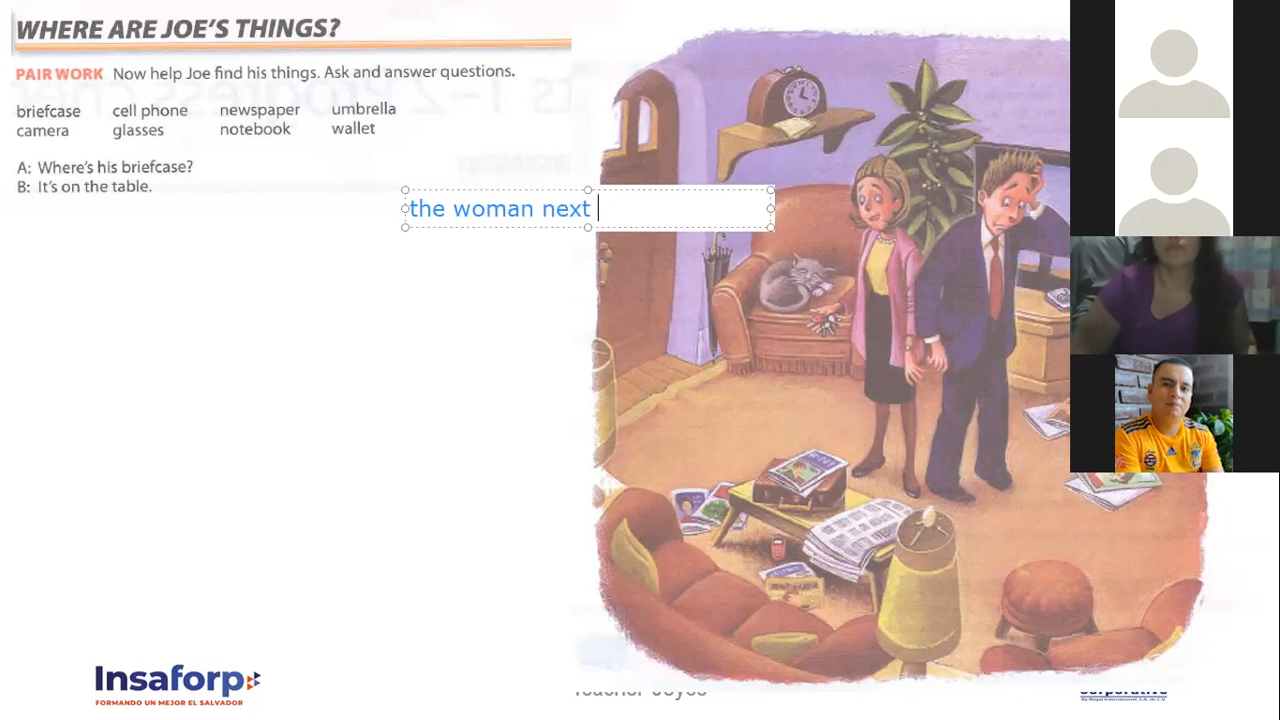 WHERE ARE JOE'S THINGS?
PAIR WORK Now help Joe find his things. Ask and answer questions.
briefcase cell phone newspaper umbrella
camera glasses notebook wallet
A: Where's his briefcase?
B: It's on the table.
the woman next
Insaforp
FORMANDO UN MEJOR EL SALVADOR